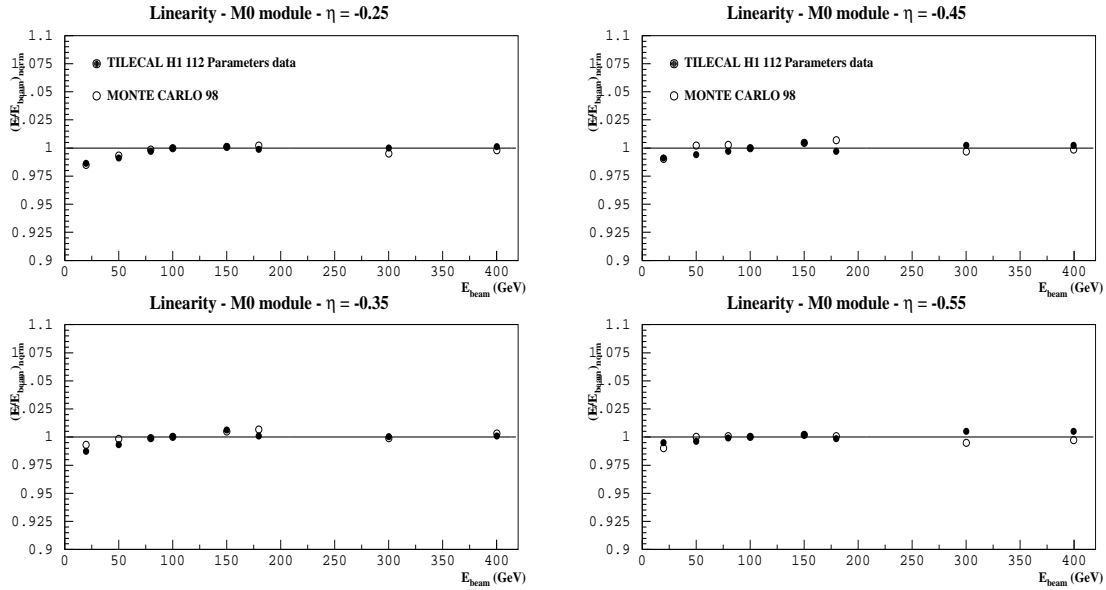 Linearity - M0 module - η = -0.25
(E/E_beam)_norm
1.1
1.075
1.05
1.025
1
0.975
0.95
0.925
0.9
TILECAL H1 112 Parameters data
MONTE CARLO 98
0 50 100 150 200 250 300 350 400
E_beam (GeV)
Linearity - M0 module - η = -0.45
(E/E_beam)_norm
1.1
1.075
1.05
1.025
1
0.975
0.95
0.925
0.9
TILECAL H1 112 Parameters data
MONTE CARLO 98
0 50 100 150 200 250 300 350 400
E_beam (GeV)
Linearity - M0 module - η = -0.35
(E/E_beam)_norm
1.1
1.075
1.05
1.025
1
0.975
0.95
0.925
0.9
0 50 100 150 200 250 300 350 400
E_beam (GeV)
Linearity - M0 module - η = -0.55
(E/E_beam)_norm
1.1
1.075
1.05
1.025
1
0.975
0.95
0.925
0.9
0 50 100 150 200 250 300 350 400
E_beam (GeV)